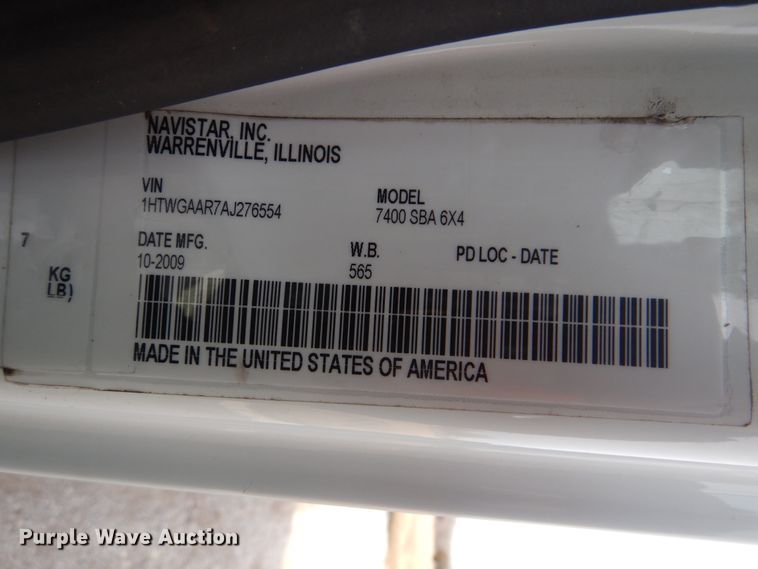 NAVISTAR, INC.
WARRENVILLE, ILLINOIS
VIN
1HTWGAAR7AJ276554
MODEL
7400 SBA 6X4
DATE MFG.
10-2009
W.B.
565
PD LOC - DATE
MADE IN THE UNITED STATES OF AMERICA
7
KG
LB)
Purple Wave Auction